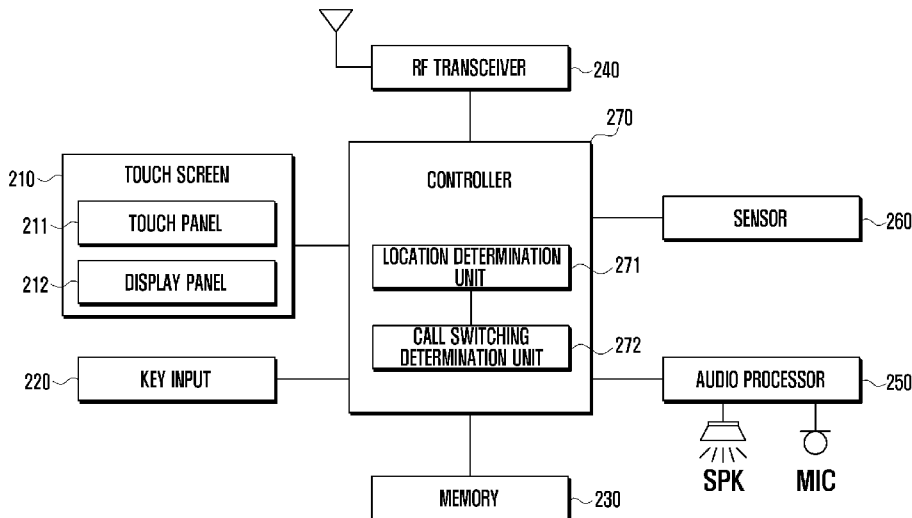 RF TRANSCEIVER
240
270
210
TOUCH SCREEN
211
TOUCH PANEL
212
DISPLAY PANEL
CONTROLLER
LOCATION DETERMINATION
UNIT
271
CALL SWITCHING
DETERMINATION UNIT
272
SENSOR
260
220
KEY INPUT
AUDIO PROCESSOR
250
SPK
MIC
MEMORY
230